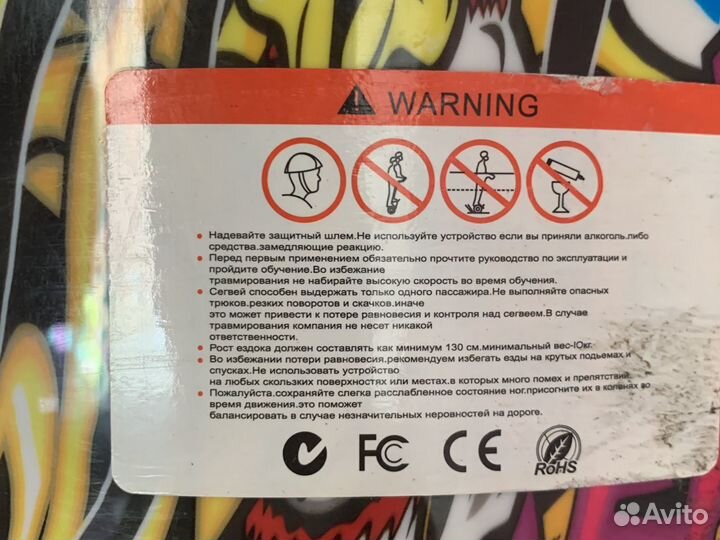 WARNING
Надевайте защитный шлем.Не используйте устройство если вы приняли алкоголь.либо
средства.замедляющие реакцию.
Перед первым применением обязательно прочтите руководство по эксплуатации и
пройдите обучение.Во избежание
травмирования не набирайте высокую скорость во время обучения.
Сегвей способен выдержать только одного пассажира.Не выполняйте опасных
трюков.резких поворотов и скачков.иначе
это может привести к потере равновесия и контроля над сегвеем.В случае
травмирования компании не несет никакой
ответственности.
Рост ездока должен составлять как минимум 130 см.минимальный вес-IOкг.
Во избежании потери равновесия.рекомендуем избегать езды на крутых подьемах и
спусках.Не использовать устройство
на любых скользких поверхностях или местах.в которых много помех и препятствий.
Пожалуйста.сохраняйте слегка расслабленное состояние ног.присогните их в коленях во
время движения.это поможет
балансировать в случае незначительных неровностей на дороге.
FC CE RoHS
Avito